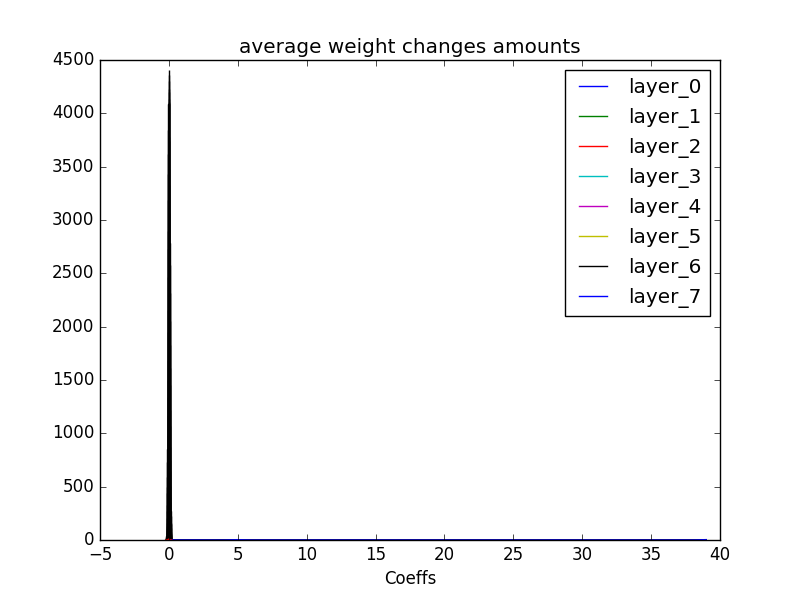 average weight changes amounts
4500
4000
3500
3000
2500
2000
1500
1000
500
0
layer_0
layer_1
layer_2
layer_3
layer_4
layer_5
layer_6
layer_7
−5 0 5 10 15 20 25 30 35 40
Coeffs